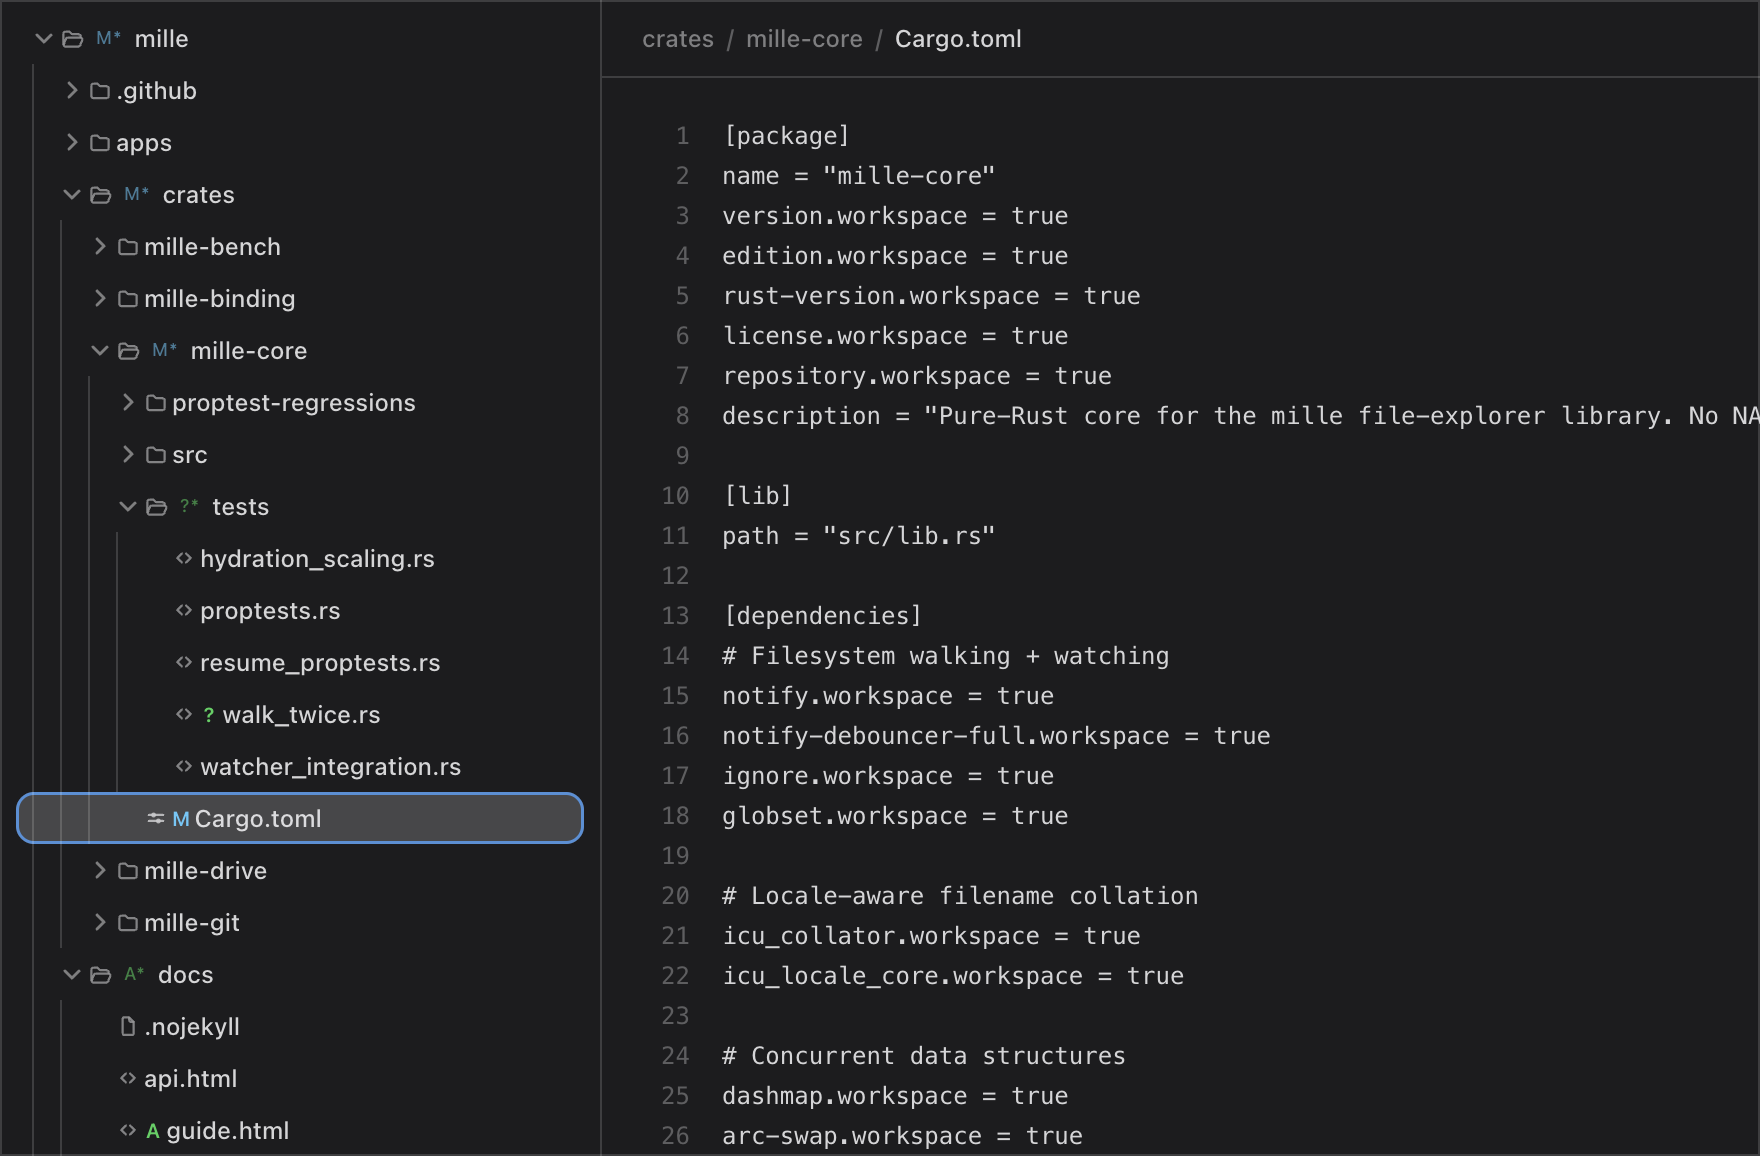 M* mille
.github
apps
M* crates
mille-bench
mille-binding
M* mille-core
proptest-regressions
src
?* tests
hydration_scaling.rs
proptests.rs
resume_proptests.rs
? walk_twice.rs
watcher_integration.rs
M Cargo.toml
mille-drive
mille-git
A* docs
.nojekyll
api.html
A guide.html
crates / mille-core / Cargo.toml
1 [package]
2 name = "mille-core"
3 version.workspace = true
4 edition.workspace = true
5 rust-version.workspace = true
6 license.workspace = true
7 repository.workspace = true
8 description = "Pure-Rust core for the mille file-explorer library. No NA
9
10 [lib]
11 path = "src/lib.rs"
12
13 [dependencies]
14 # Filesystem walking + watching
15 notify.workspace = true
16 notify-debouncer-full.workspace = true
17 ignore.workspace = true
18 globset.workspace = true
19
20 # Locale-aware filename collation
21 icu_collator.workspace = true
22 icu_locale_core.workspace = true
23
24 # Concurrent data structures
25 dashmap.workspace = true
26 arc-swap.workspace = true